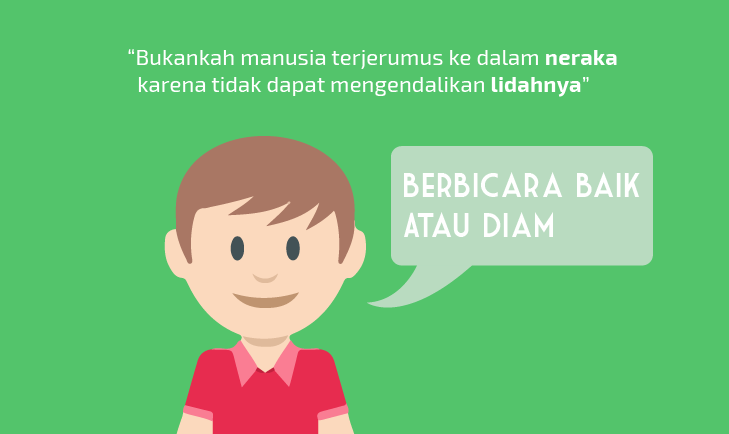 “Bukankah manusia terjerumus ke dalam neraka
karena tidak dapat mengendalikan lidahnya”
BERBICARA BAIK
ATAU DIAM